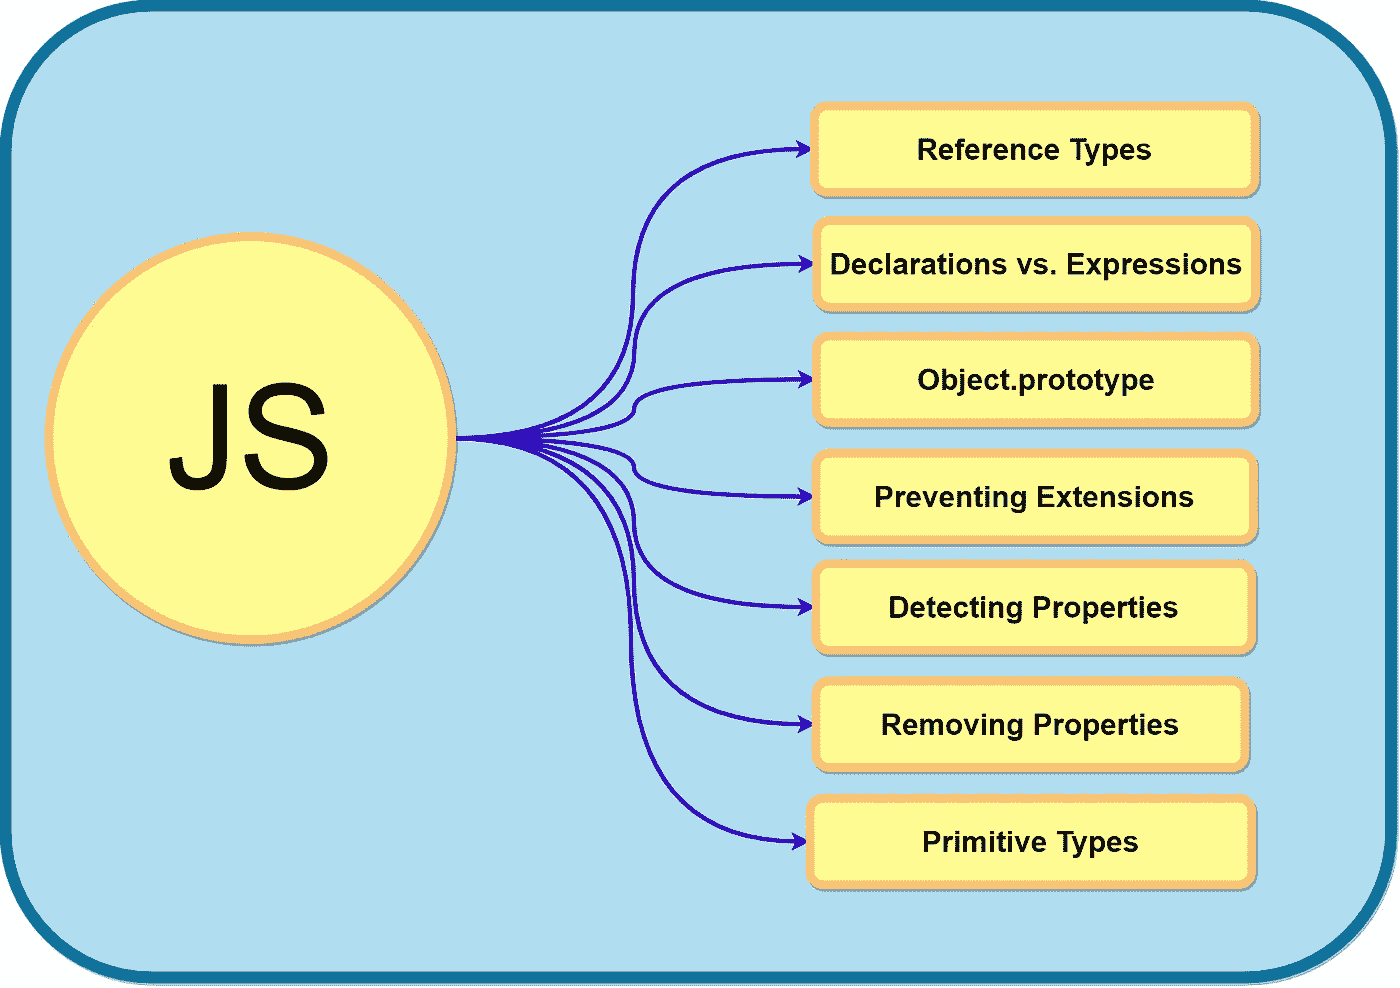 JS
Reference Types
Declarations vs. Expressions
Object.prototype
Preventing Extensions
Detecting Properties
Removing Properties
Primitive Types